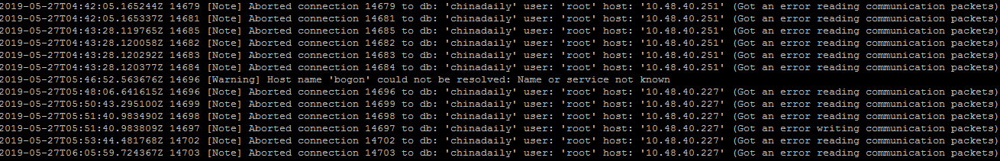 2019-05-27T04:42:05.165244Z 14679 [Note] Aborted connection 14679 to db: 'chinadaily' user: 'root' host: '10.48.40.251' (Got an error reading communication packets)
2019-05-27T04:42:05.165337Z 14681 [Note] Aborted connection 14681 to db: 'chinadaily' user: 'root' host: '10.48.40.251' (Got an error reading communication packets)
2019-05-27T04:43:28.119765Z 14685 [Note] Aborted connection 14685 to db: 'chinadaily' user: 'root' host: '10.48.40.251' (Got an error reading communication packets)
2019-05-27T04:43:28.120058Z 14682 [Note] Aborted connection 14682 to db: 'chinadaily' user: 'root' host: '10.48.40.251' (Got an error reading communication packets)
2019-05-27T04:43:28.120292Z 14683 [Note] Aborted connection 14683 to db: 'chinadaily' user: 'root' host: '10.48.40.251' (Got an error reading communication packets)
2019-05-27T04:43:28.120377Z 14684 [Note] Aborted connection 14684 to db: 'chinadaily' user: 'root' host: '10.48.40.251' (Got an error reading communication packets)
2019-05-27T05:46:52.563676Z 14696 [Warning] Host name 'bogon' could not be resolved: Name or service not known
2019-05-27T05:48:06.641615Z 14696 [Note] Aborted connection 14696 to db: 'chinadaily' user: 'root' host: '10.48.40.227' (Got an error reading communication packets)
2019-05-27T05:50:43.295100Z 14699 [Note] Aborted connection 14699 to db: 'chinadaily' user: 'root' host: '10.48.40.227' (Got an error reading communication packets)
2019-05-27T05:51:40.983490Z 14698 [Note] Aborted connection 14698 to db: 'chinadaily' user: 'root' host: '10.48.40.227' (Got an error reading communication packets)
2019-05-27T05:51:40.983809Z 14697 [Note] Aborted connection 14697 to db: 'chinadaily' user: 'root' host: '10.48.40.227' (Got an error writing communication packets)
2019-05-27T05:53:44.481768Z 14702 [Note] Aborted connection 14702 to db: 'chinadaily' user: 'root' host: '10.48.40.227' (Got an error reading communication packets)
2019-05-27T06:05:59.724367Z 14703 [Note] Aborted connection 14703 to db: 'chinadaily' user: 'root' host: '10.48.40.227' (Got an error reading communication packets)